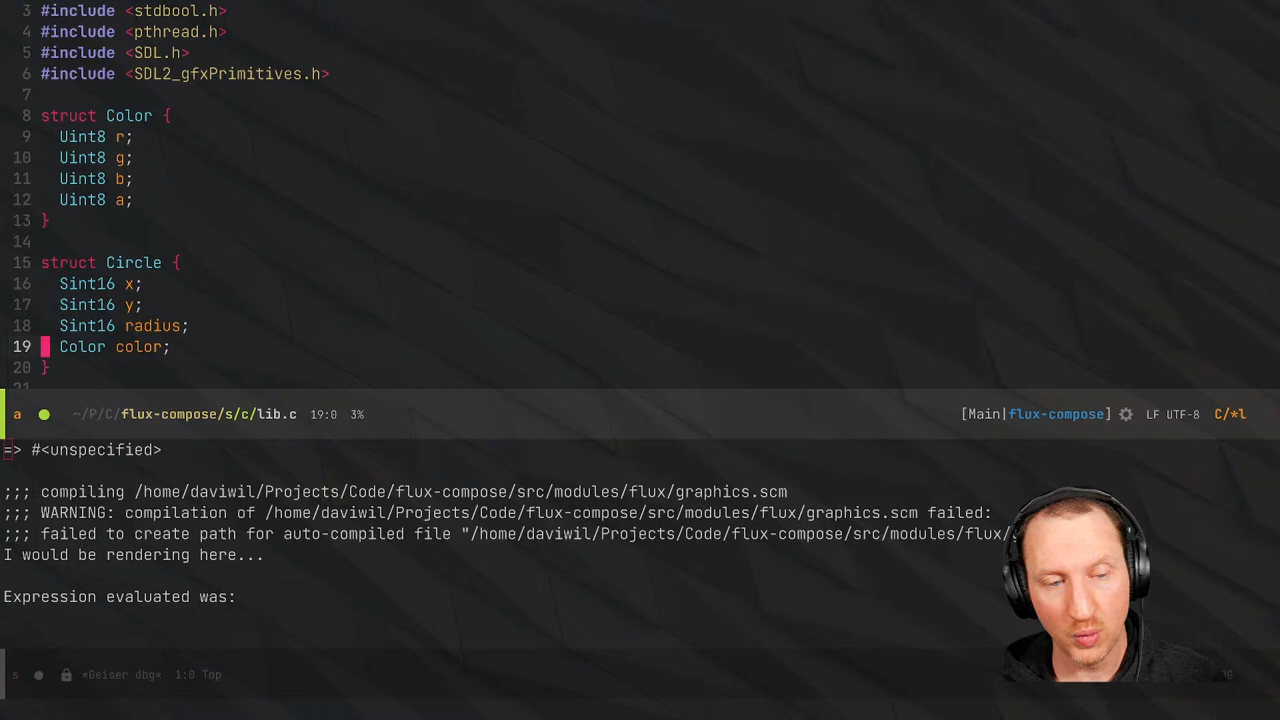 3 #include <stdbool.h>
4 #include <pthread.h>
5 #include <SDL.h>
6 #include <SDL2_gfxPrimitives.h>
7
8 struct Color {
9 Uint8 r;
10 Uint8 g;
11 Uint8 b;
12 Uint8 a;
13 }
14
15 struct Circle {
16 Sint16 x;
17 Sint16 y;
18 Sint16 radius;
19 Color color;
20 }
21
a ~/P/C/flux-compose/s/c/lib.c 19:0 3% [Main|flux-compose] LF UTF-8 C/*l
=> #<unspecified>
;;; compiling /home/daviwil/Projects/Code/flux-compose/src/modules/flux/graphics.scm
;;; WARNING: compilation of /home/daviwil/Projects/Code/flux-compose/src/modules/flux/graphics.scm failed:
;;; failed to create path for auto-compiled file "/home/daviwil/Projects/Code/flux-compose/src/modules/flux/
I would be rendering here...
Expression evaluated was:
s *Geiser dbg* 1:0 Top